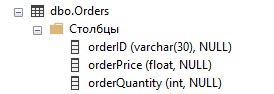 dbo.Orders
Столбцы
orderID (varchar(30), NULL)
orderPrice (float, NULL)
orderQuantity (int, NULL)